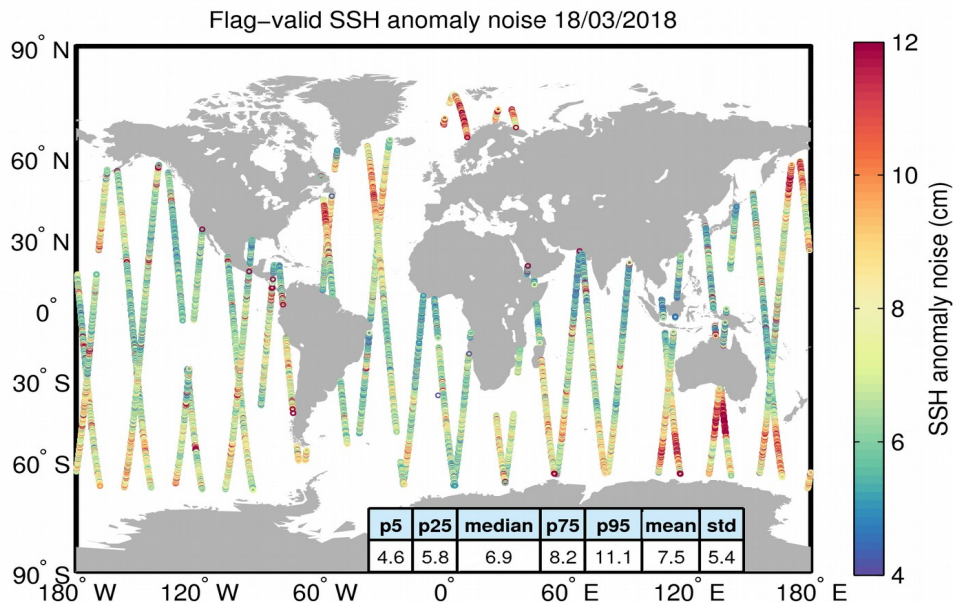 Flag−valid SSH anomaly noise 18/03/2018
90° N
60° N
30° N
0°
30° S
60° S
90° S
180° W
120° W
60° W
0°
60° E
120° E
180° E
p5 p25 median p75 p95 mean std
4.6 5.8 6.9 8.2 11.1 7.5 5.4
12
10
8
6
4
SSH anomaly noise (cm)